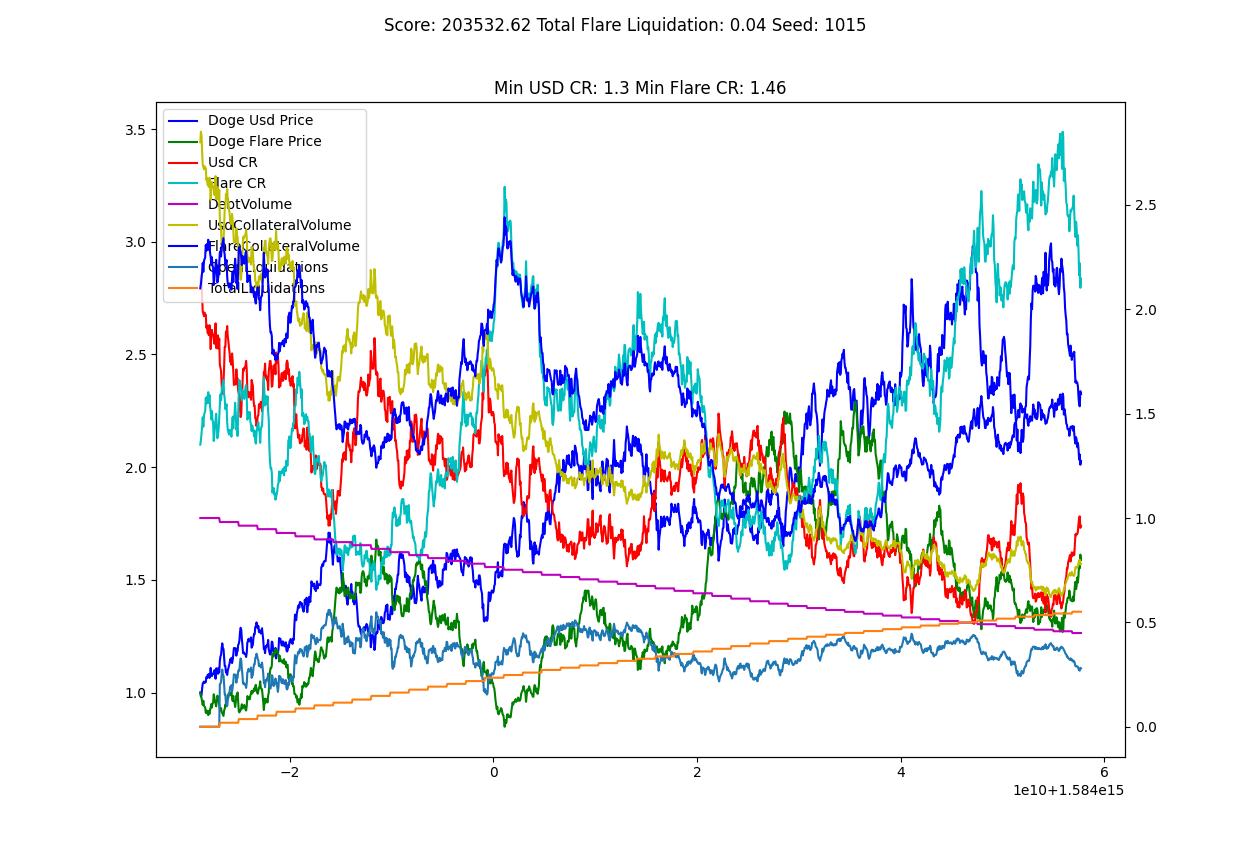 Score: 203532.62 Total Flare Liquidation: 0.04 Seed: 1015
Min USD CR: 1.3 Min Flare CR: 1.46
Doge Usd Price
Doge Flare Price
Usd CR
Flare CR
DebtVolume
UsdCollateralVolume
FlareCollateralVolume
OpenLiquidations
TotalLiquidations
3.5
3.0
2.5
2.0
1.5
1.0
2.5
2.0
1.5
1.0
0.5
0.0
−2 0 2 4 6
1e10+1.584e15